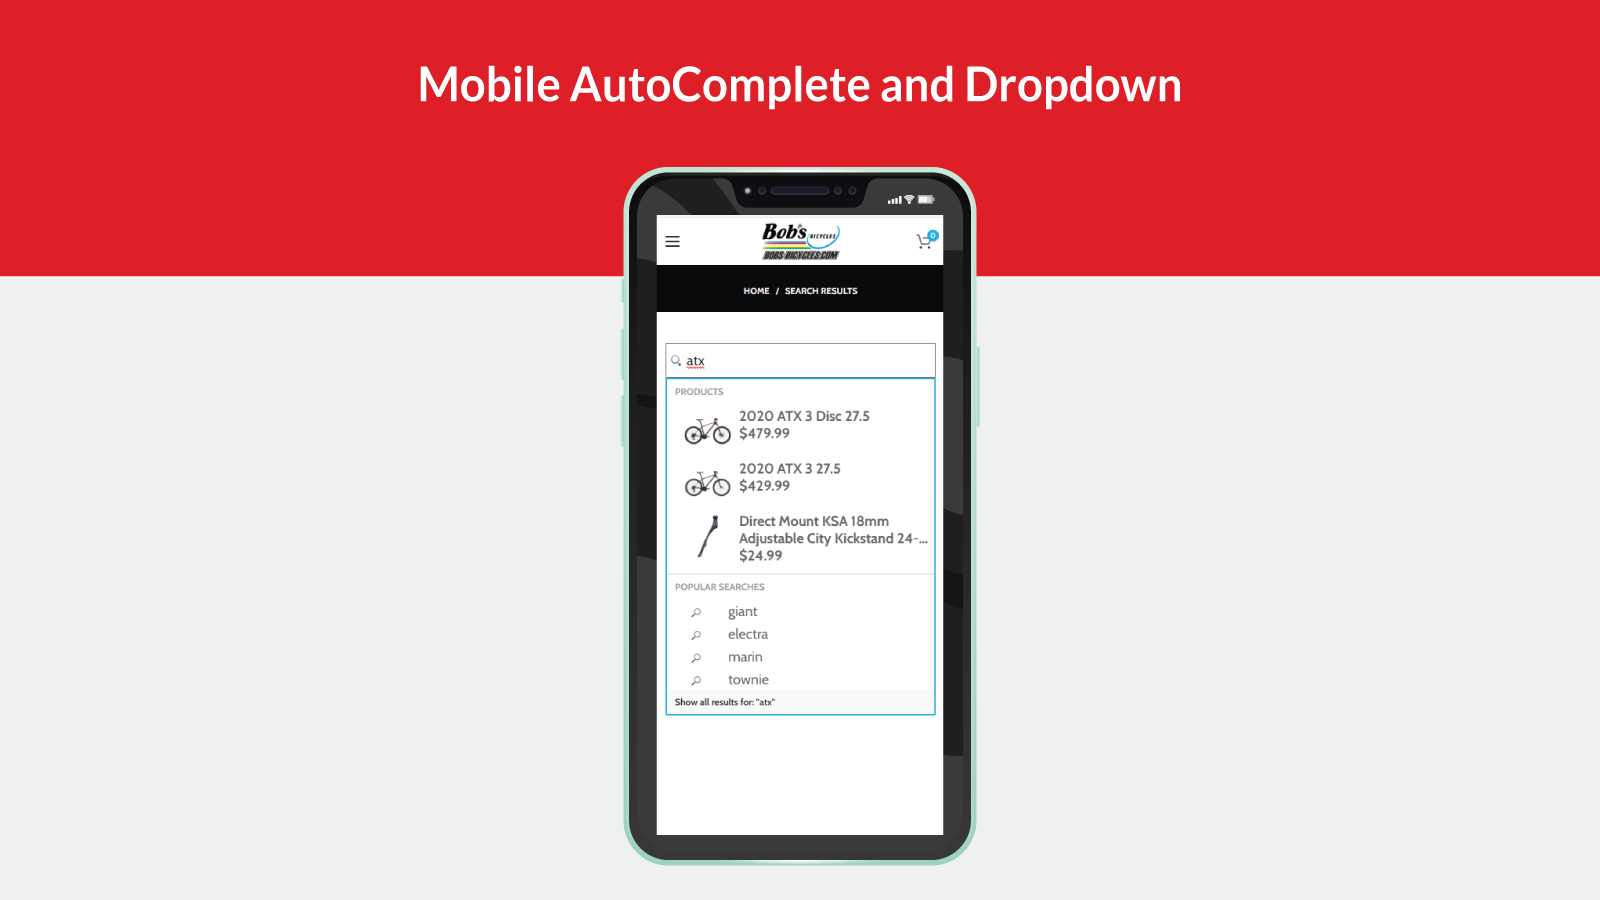 Mobile AutoComplete and Dropdown
Bob's BICYCLES
BOBS-BICYCLES.COM
0
HOME / SEARCH RESULTS
atx
PRODUCTS
2020 ATX 3 Disc 27.5
$479.99
2020 ATX 3 27.5
$429.99
Direct Mount KSA 18mm
Adjustable City Kickstand 24-...
$24.99
POPULAR SEARCHES
giant
electra
marin
townie
Show all results for: "atx"